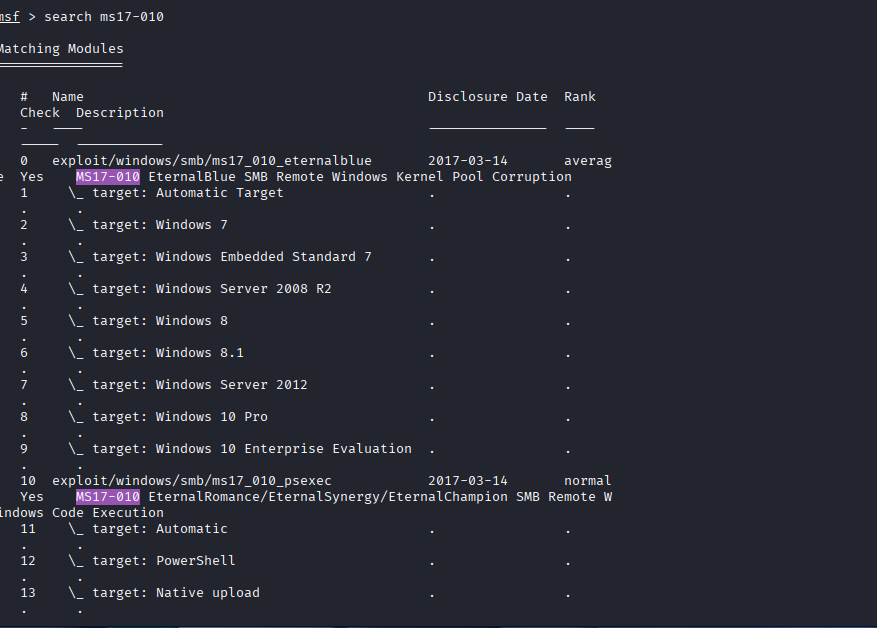 msf > search ms17-010
Matching Modules
# Name Disclosure Date Rank
Check Description
- ---- --------------- ----
----- -----------
0 exploit/windows/smb/ms17_010_eternalblue 2017-03-14 averag
e Yes MS17-010 EternalBlue SMB Remote Windows Kernel Pool Corruption
1 \_ target: Automatic Target . .
. .
2 \_ target: Windows 7 . .
. .
3 \_ target: Windows Embedded Standard 7 . .
. .
4 \_ target: Windows Server 2008 R2 . .
. .
5 \_ target: Windows 8 . .
. .
6 \_ target: Windows 8.1 . .
. .
7 \_ target: Windows Server 2012 . .
. .
8 \_ target: Windows 10 Pro . .
. .
9 \_ target: Windows 10 Enterprise Evaluation . .
. .
10 exploit/windows/smb/ms17_010_psexec 2017-03-14 normal
Yes MS17-010 EternalRomance/EternalSynergy/EternalChampion SMB Remote W
indows Code Execution
11 \_ target: Automatic . .
. .
12 \_ target: PowerShell . .
. .
13 \_ target: Native upload . .
. .